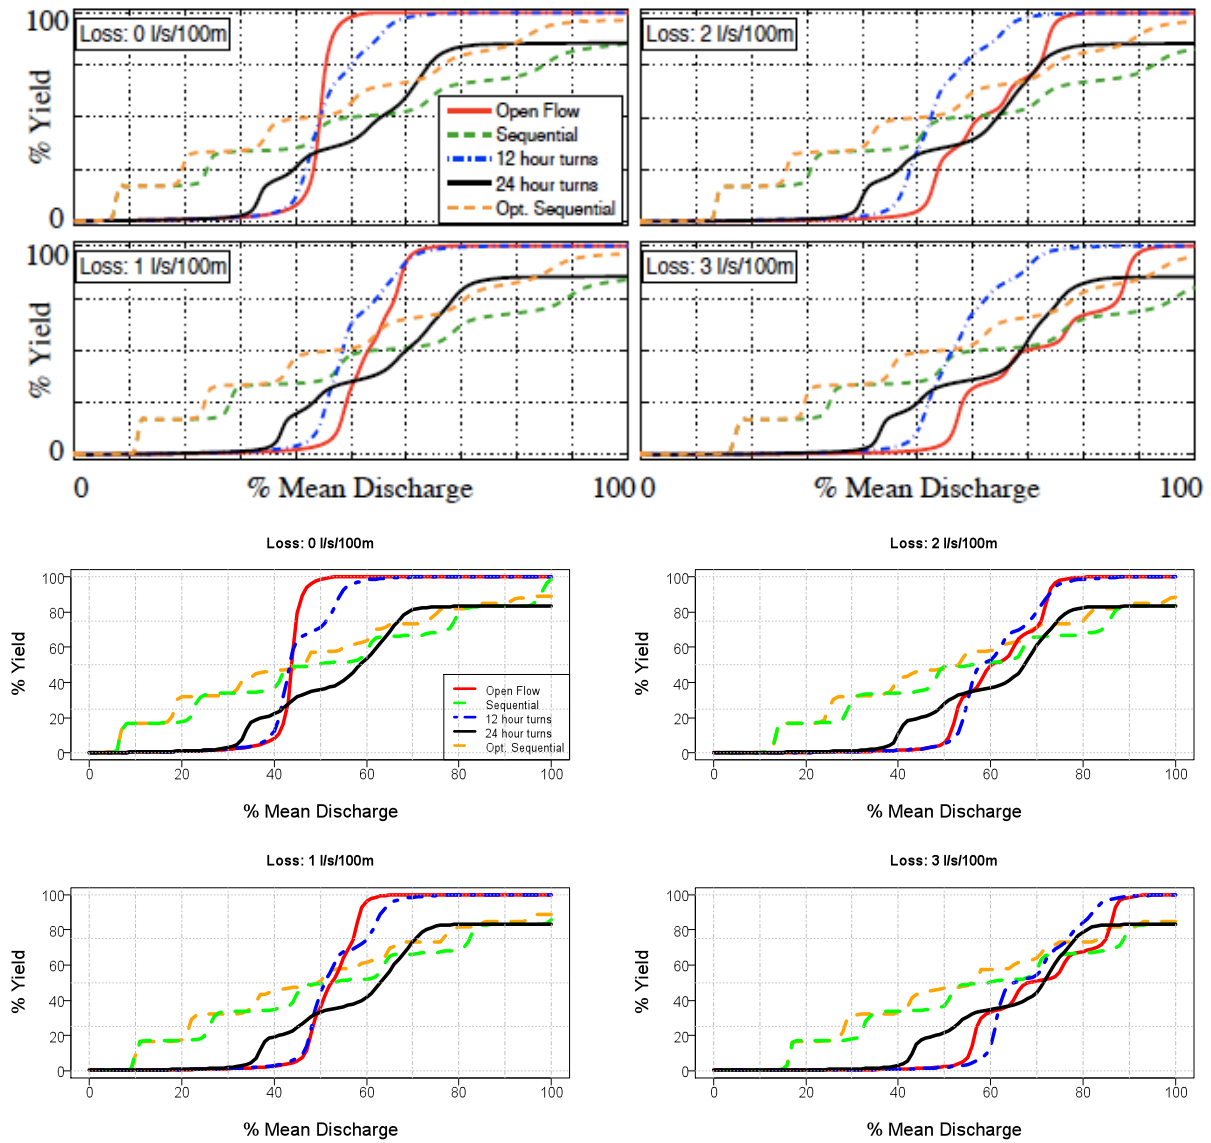 100
Loss: 0 l/s/100m
Loss: 2 l/s/100m
% Yield
Open Flow
Sequential
12 hour turns
24 hour turns
Opt. Sequential
0
100
Loss: 1 l/s/100m
Loss: 3 l/s/100m
% Yield
0
0 % Mean Discharge 100 0 % Mean Discharge 100
Loss: 0 l/s/100m
Loss: 2 l/s/100m
100
80
60
40
20
0
% Yield
Open Flow
Sequential
12 hour turns
24 hour turns
Opt. Sequential
0 20 40 60 80 100
% Mean Discharge
100
80
60
40
20
0
% Yield
0 20 40 60 80 100
% Mean Discharge
Loss: 1 l/s/100m
Loss: 3 l/s/100m
100
80
60
40
20
0
% Yield
0 20 40 60 80 100
% Mean Discharge
100
80
60
40
20
0
% Yield
0 20 40 60 80 100
% Mean Discharge